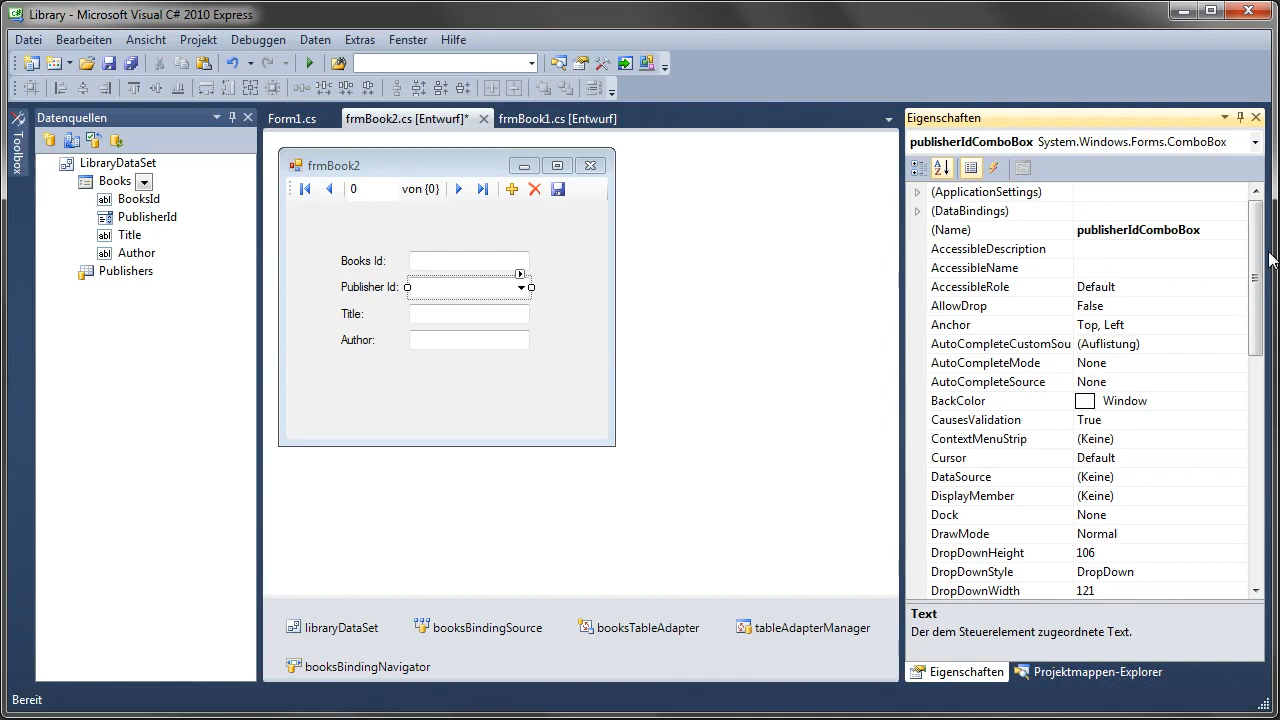 Library - Microsoft Visual C# 2010 Express
Datei Bearbeiten Ansicht Projekt Debuggen Daten Extras Fenster Hilfe
Toolbox
Datenquellen
LibraryDataSet
Books
BooksId
PublisherId
Title
Author
Publishers
Form1.cs frmBook2.cs [Entwurf]* frmBook1.cs [Entwurf]
frmBook2
0 von {0}
Books Id:
Publisher Id:
Title:
Author:
libraryDataSet booksBindingSource booksTableAdapter tableAdapterManager
booksBindingNavigator
Eigenschaften
publisherIdComboBox System.Windows.Forms.ComboBox
(ApplicationSettings)
(DataBindings)
(Name) publisherIdComboBox
AccessibleDescription
AccessibleName
AccessibleRole Default
AllowDrop False
Anchor Top, Left
AutoCompleteCustomSou (Auflistung)
AutoCompleteMode None
AutoCompleteSource None
BackColor Window
CausesValidation True
ContextMenuStrip (Keine)
Cursor Default
DataSource (Keine)
DisplayMember (Keine)
Dock None
DrawMode Normal
DropDownHeight 106
DropDownStyle DropDown
DropDownWidth 121
Text
Der dem Steuerelement zugeordnete Text.
Eigenschaften Projektmappen-Explorer
Bereit